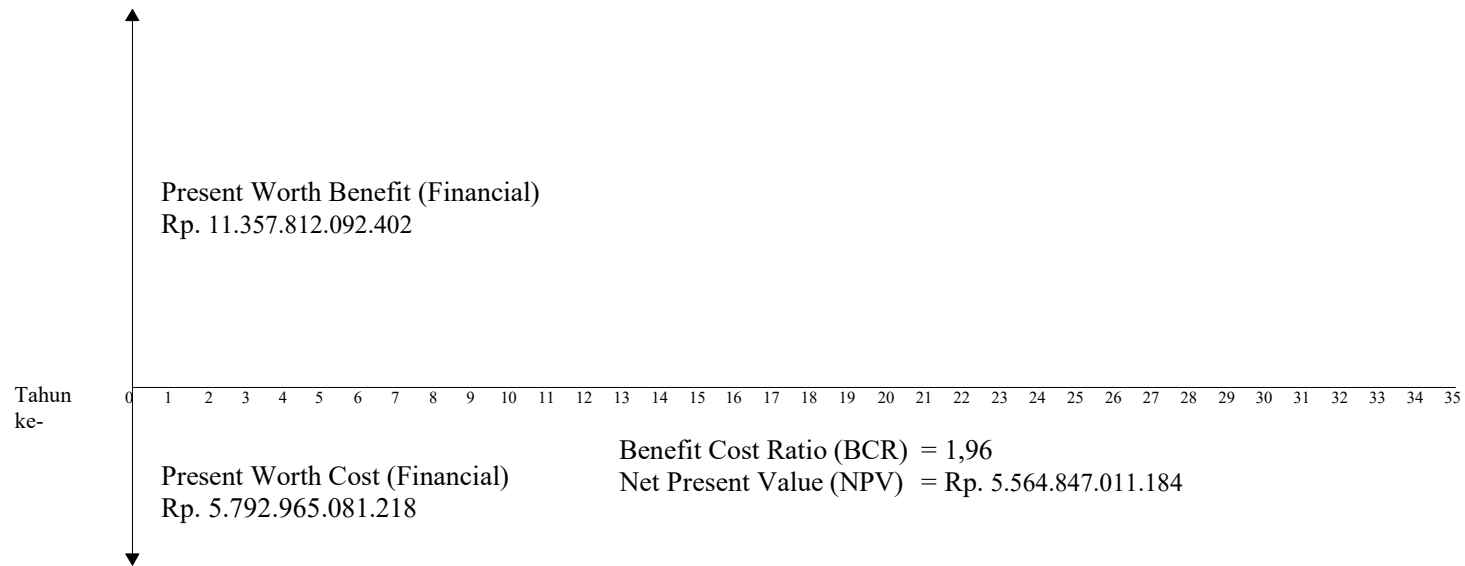 Present Worth Benefit (Financial)
Rp. 11.357.812.092.402
Tahun ke-
0 1 2 3 4 5 6 7 8 9 10 11 12 13 14 15 16 17 18 19 20 21 22 23 24 25 26 27 28 29 30 31 32 33 34 35
Benefit Cost Ratio (BCR) = 1,96
Net Present Value (NPV) = Rp. 5.564.847.011.184
Present Worth Cost (Financial)
Rp. 5.792.965.081.218